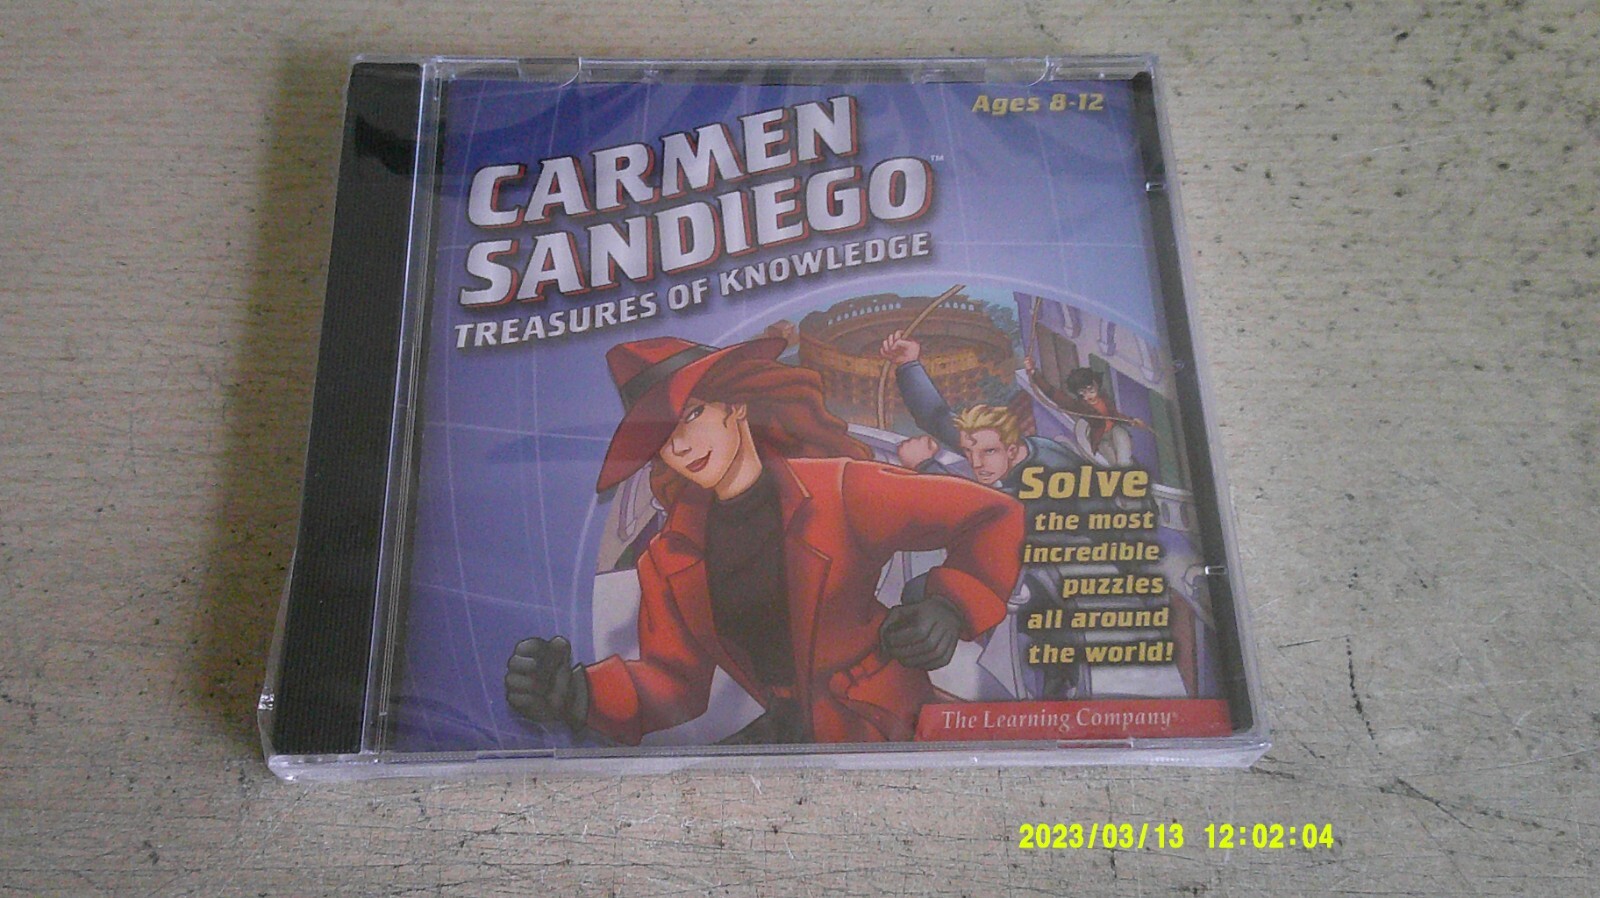 Ages 8-12
CARMEN
SANDIEGO™
TREASURES OF KNOWLEDGE
Solve
the most
incredible
puzzles
all around
the world!
The Learning Company®
2023/03/13 12:02:04